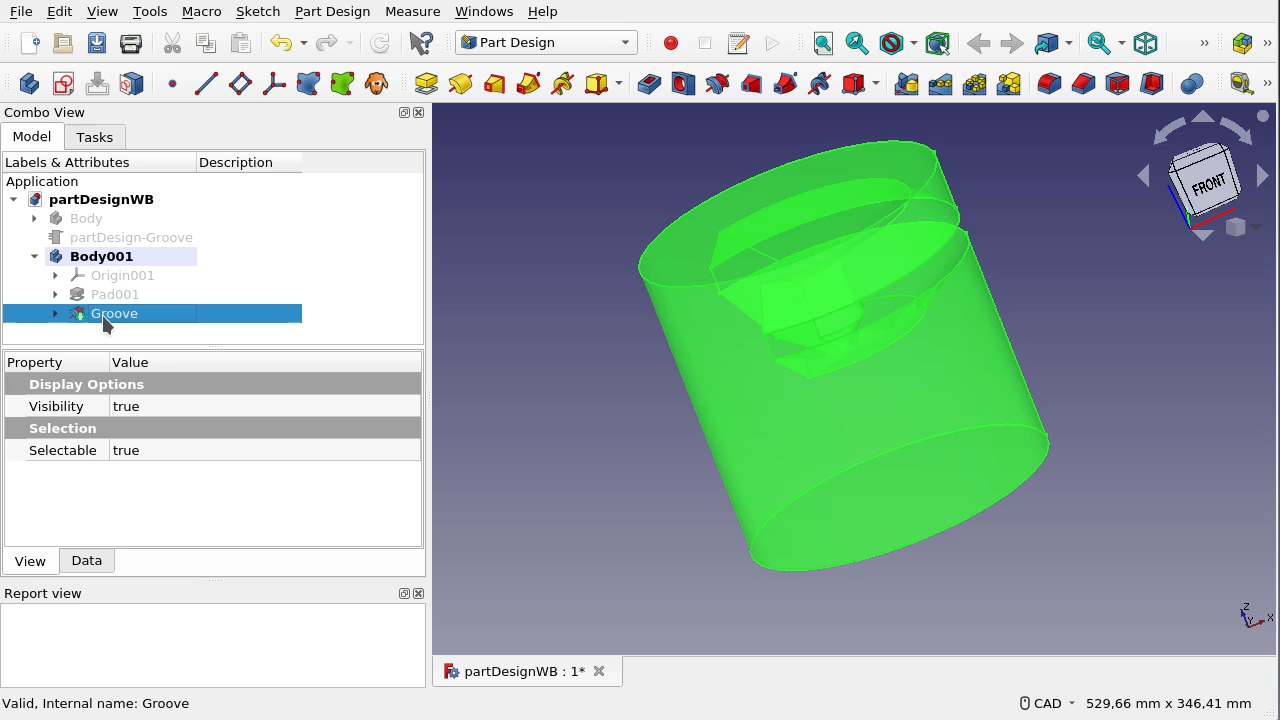 File Edit View Tools Macro Sketch Part Design Measure Windows Help
Part Design
Combo View
Model Tasks
Labels & Attributes Description
Application
partDesignWB
Body
partDesign-Groove
Body001
Origin001
Pad001
Groove
Property Value
Display Options
Visibility true
Selection
Selectable true
View Data
Report view
FRONT
Z
Y X
partDesignWB : 1*
Valid, Internal name: Groove
CAD 529,66 mm x 346,41 mm